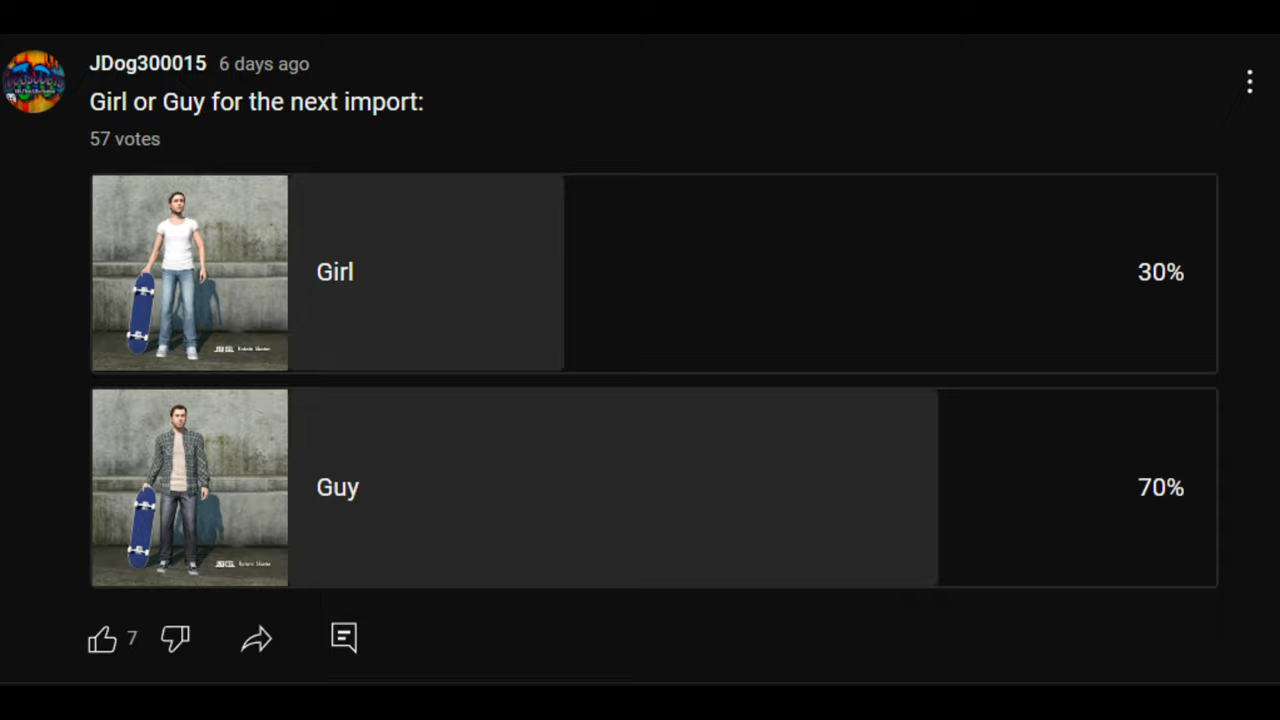 JDog300015 6 days ago
Girl or Guy for the next import:
57 votes
Girl
30%
Guy
70%
7